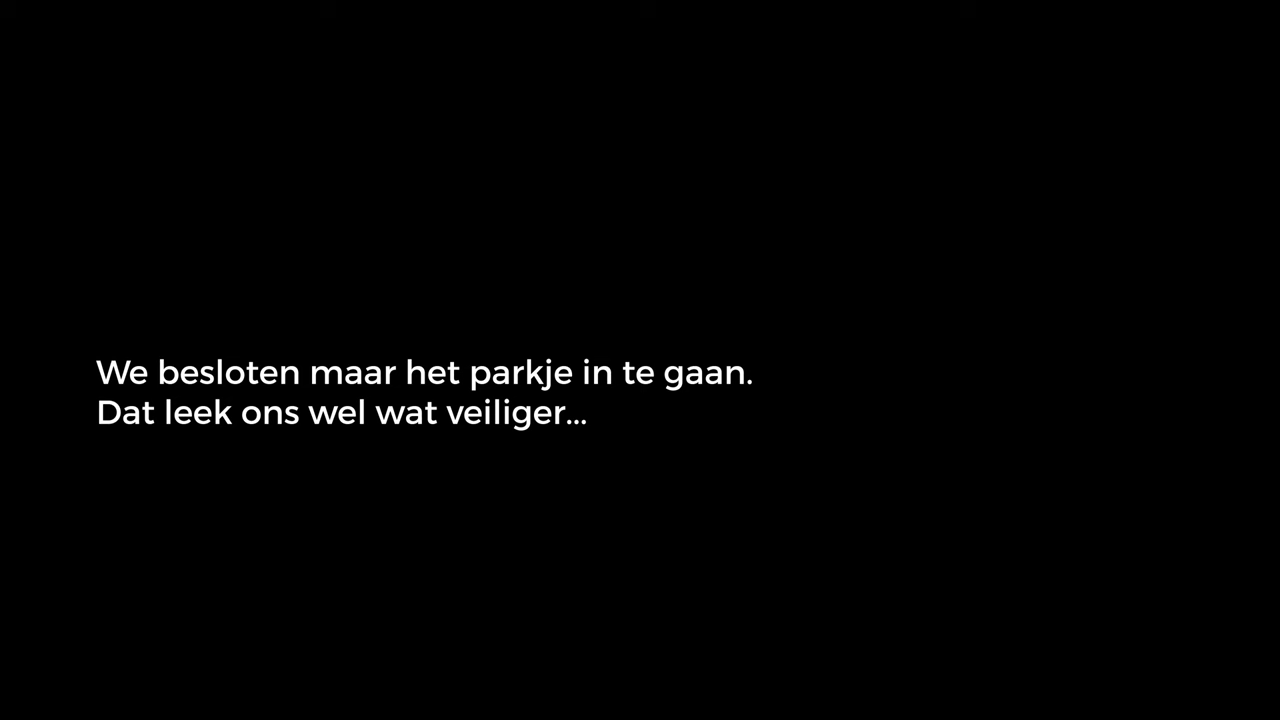 We besloten maar het parkje in te gaan.
Dat leek ons wel wat veiliger...